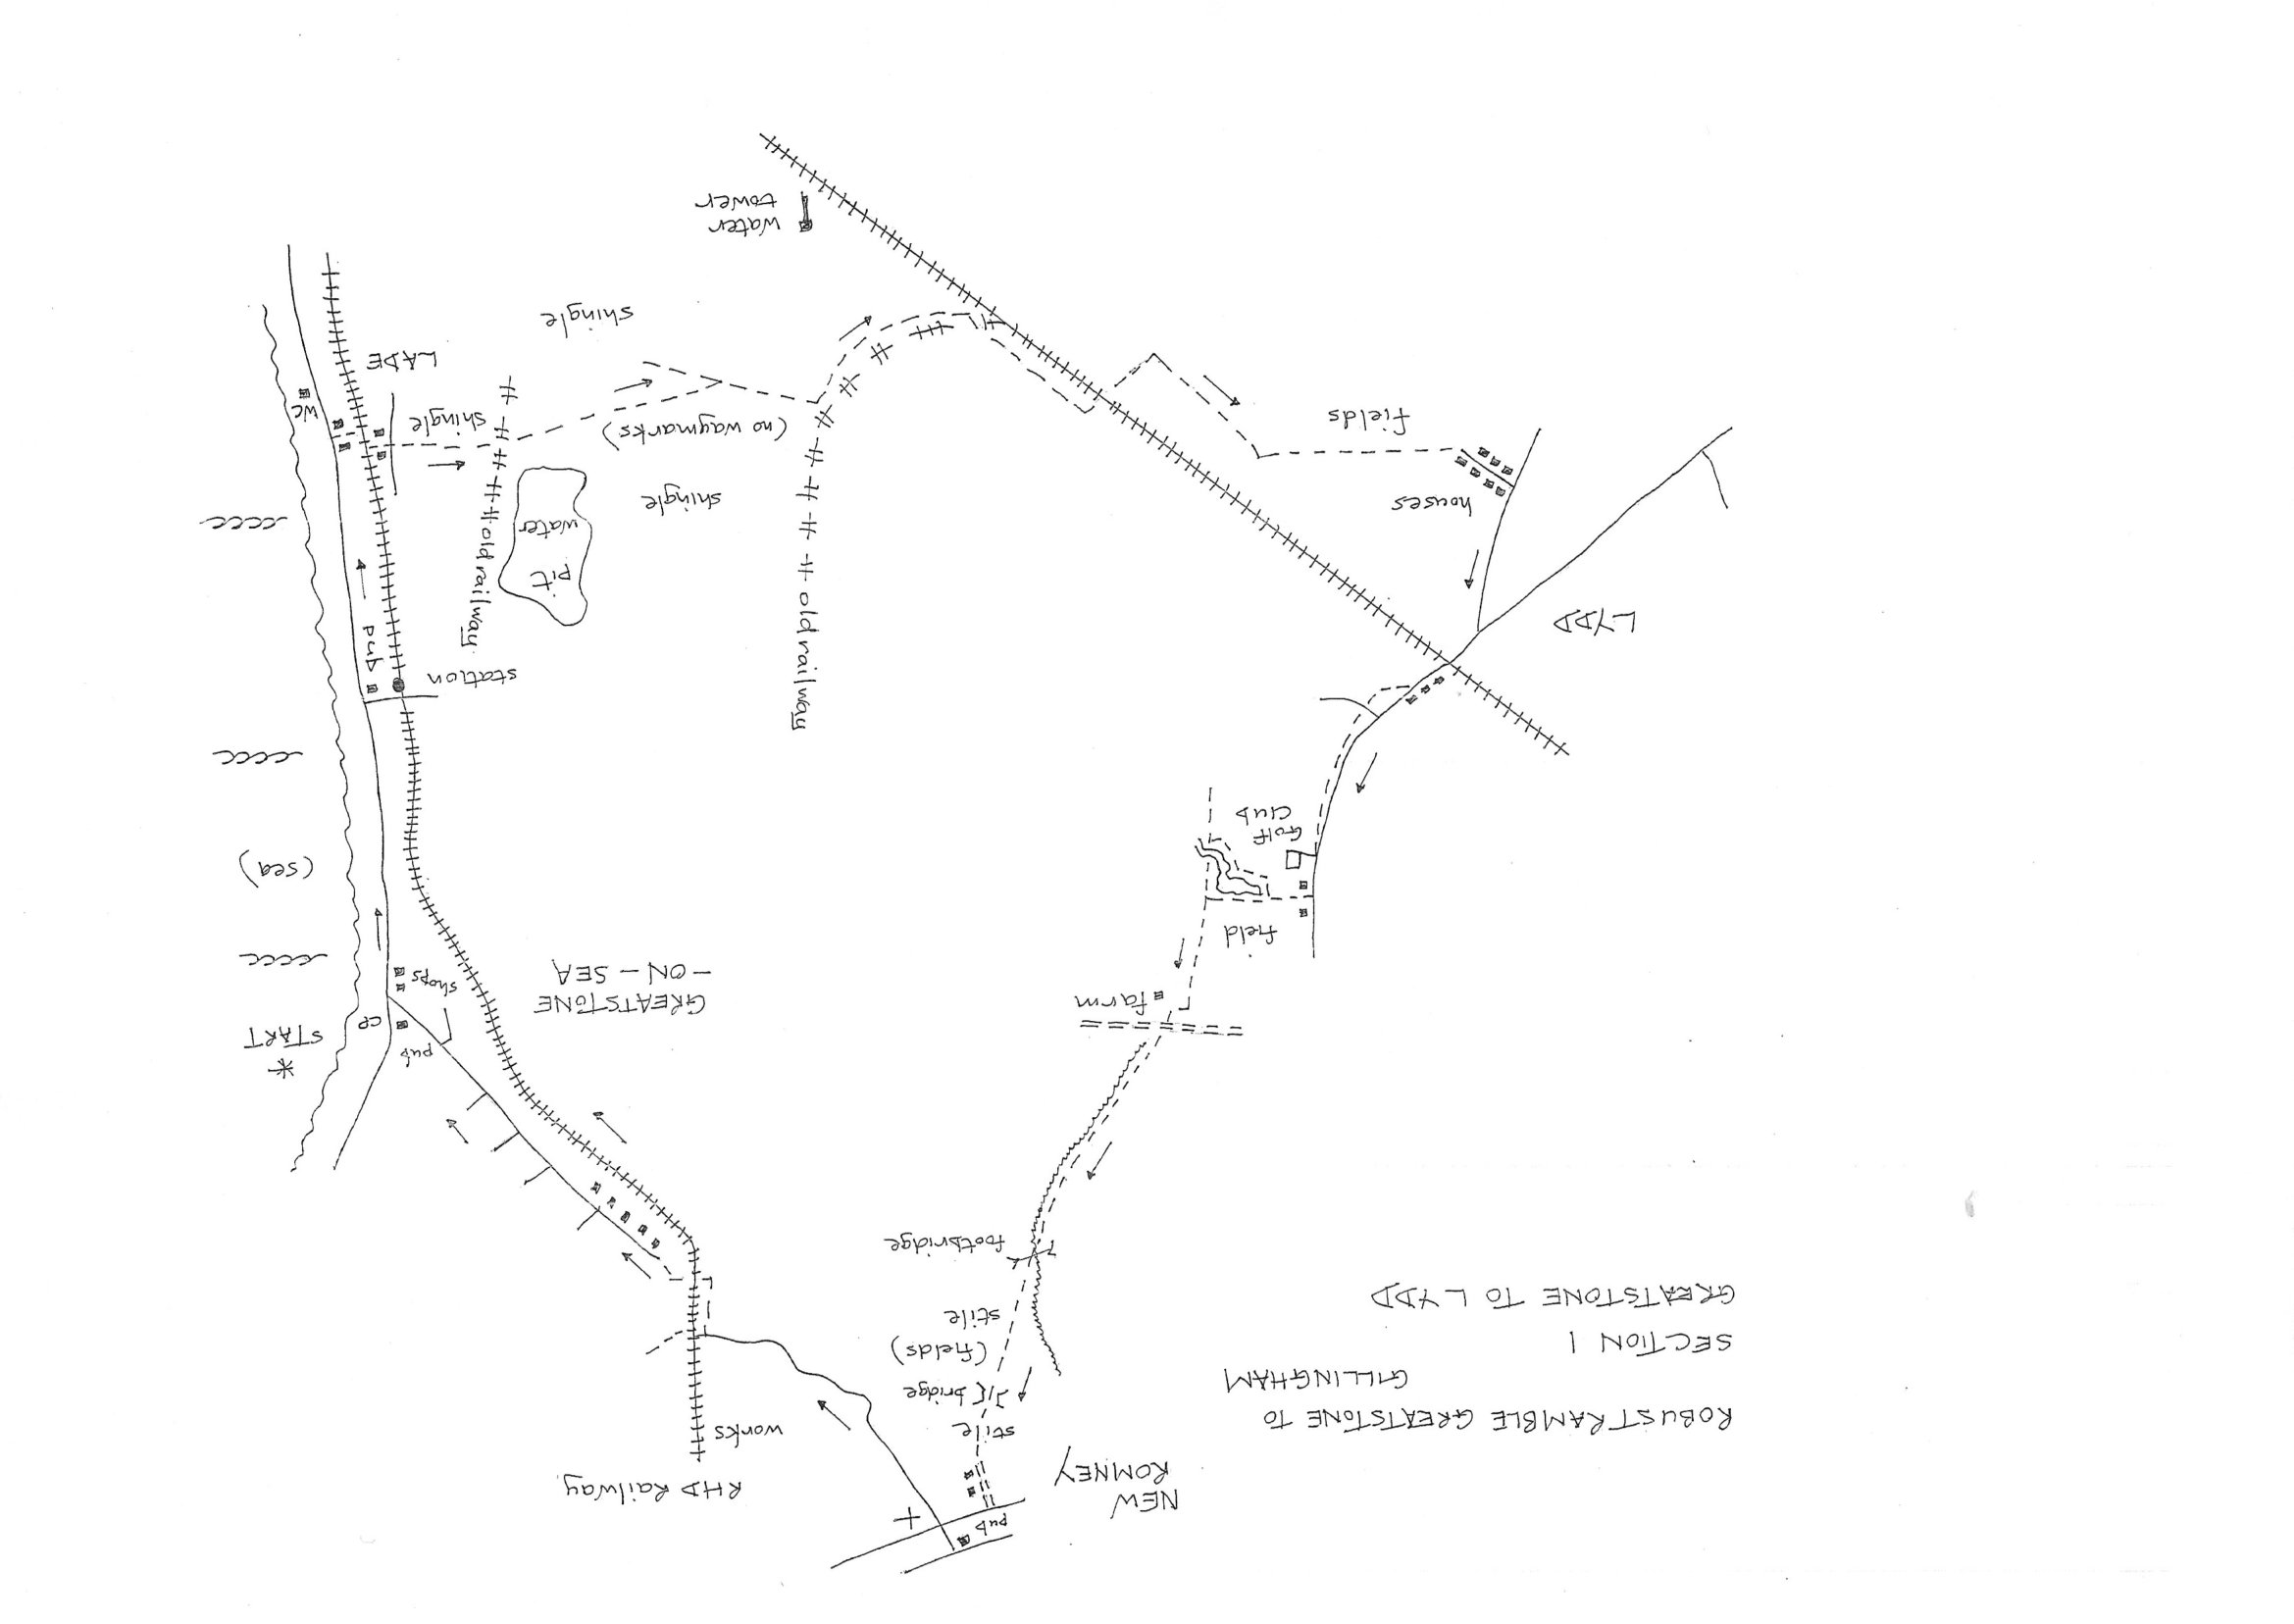 ROBUST RAMBLE GREATSTONE TO
GILLINGHAM
SECTION 1
GREATSTONE TO LYDD
NEW
ROMNEY
pub
stile
bridge
(fields)
stile
footbridge
RHD Railway
works
farm
field
Golf
Club
pub
CP
shops
START
GREATSTONE
-ON-SEA
(sea)
LYDD
houses
fields
old railway
station
pub
old railway
pit
water
shingle
(no waymarks)
shingle
WC
LADE
shingle
water
tower